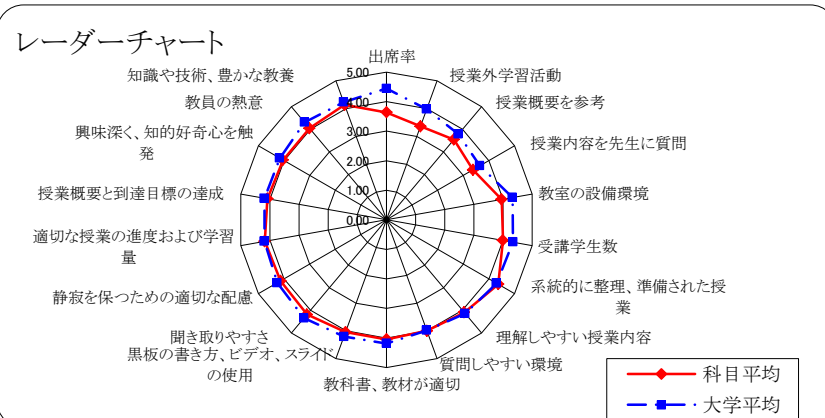 レーダーチャート
出席率
授業外学習活動
授業概要を参考
授業内容を先生に質問
教室の設備環境
受講学生数
系統的に整理、準備された授
業
理解しやすい授業内容
質問しやすい環境
教科書、教材が適切
黒板の書き方、ビデオ、スライド
の使用
聞き取りやすさ
静寂を保つための適切な配慮
適切な授業の進度および学習
量
授業概要と到達目標の達成
興味深く、知的好奇心を触
発
教員の熱意
知識や技術、豊かな教養
5.00
4.00
3.00
2.00
1.00
0.00
科目平均
大学平均